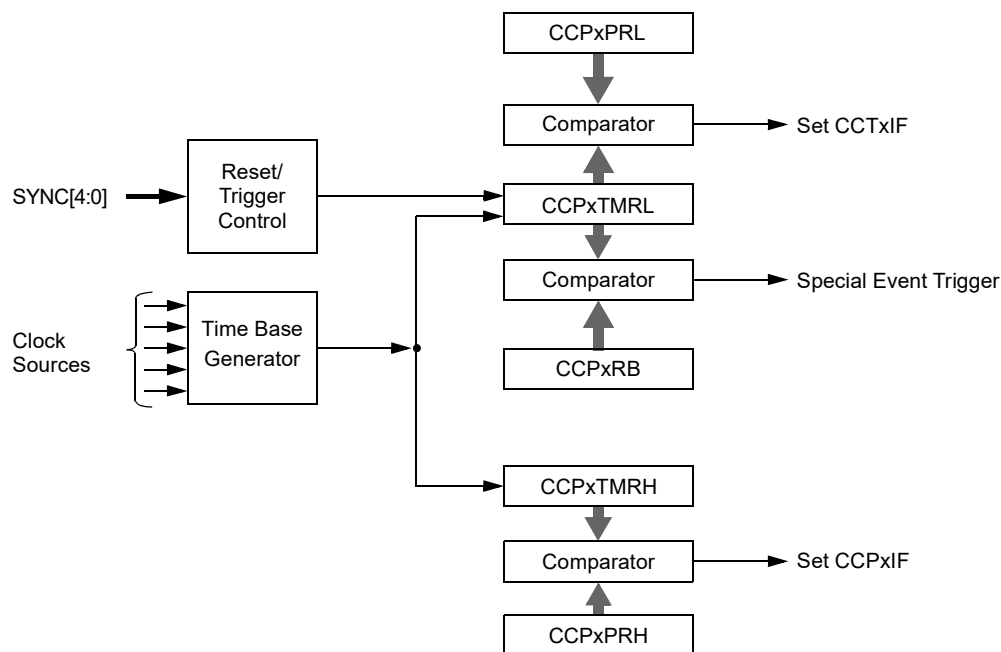 CCPxPRL
Comparator
Set CCTxIF
SYNC[4:0]
Reset/
Trigger
Control
CCPxTMRL
Comparator
Special Event Trigger
Clock
Sources
Time Base
Generator
CCPxRB
CCPxTMRH
Comparator
Set CCPxIF
CCPxPRH